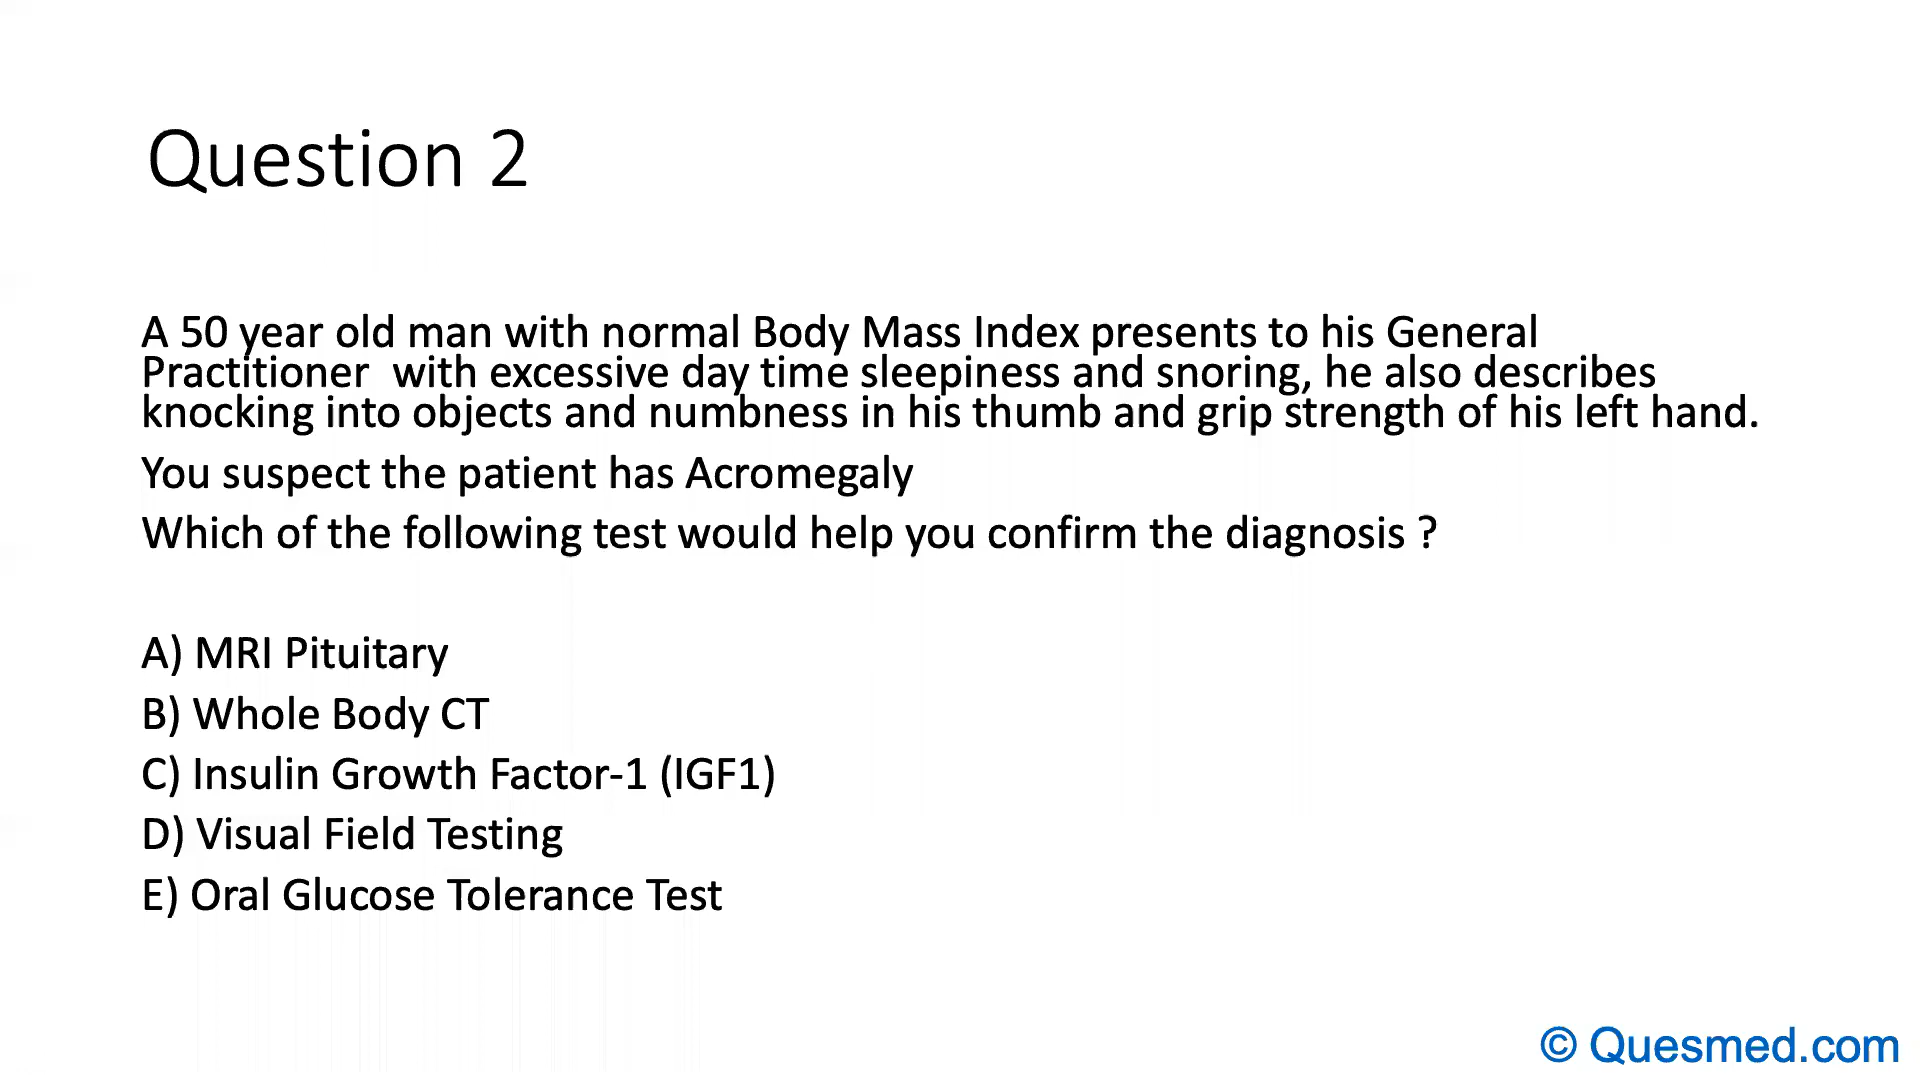 Question 2
A 50 year old man with normal Body Mass Index presents to his General
Practitioner  with excessive day time sleepiness and snoring, he also describes
knocking into objects and numbness in his thumb and grip strength of his left hand.
You suspect the patient has Acromegaly
Which of the following test would help you confirm the diagnosis ?
A) MRI Pituitary
B) Whole Body CT
C) Insulin Growth Factor-1 (IGF1)
D) Visual Field Testing
E) Oral Glucose Tolerance Test
© Quesmed.com